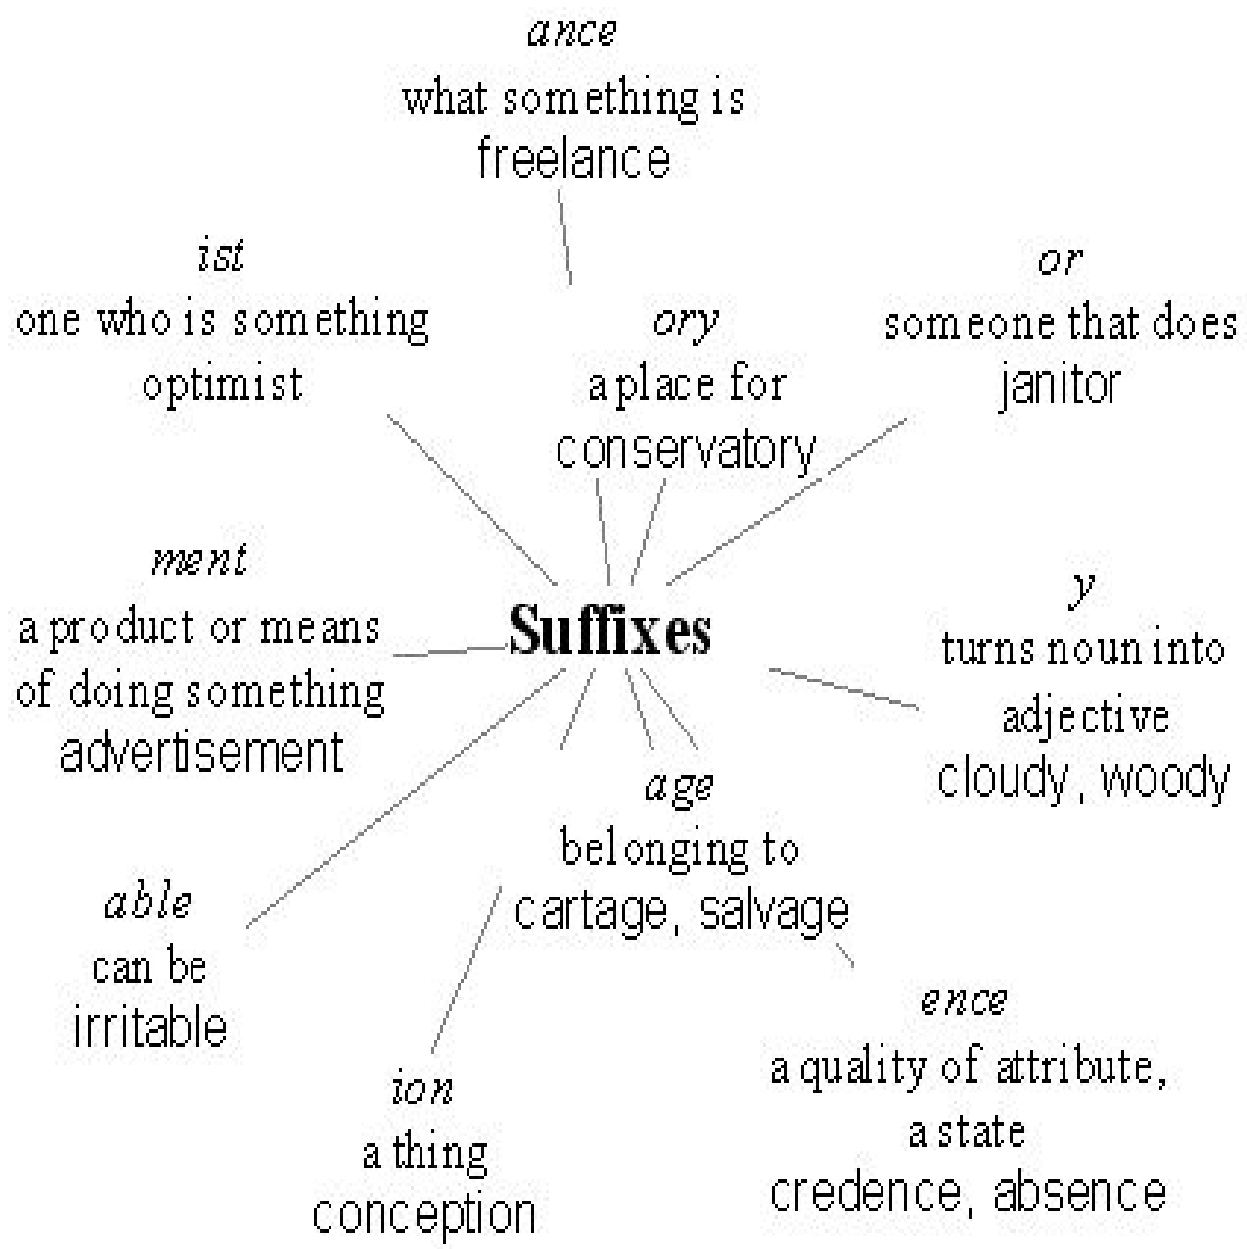 ance
what something is
freelance
ist
one who is something
optimist
ory
a place for
conservatory
or
someone that does
janitor
ment
a product or means
of doing something
advertisement
Suffixes
y
turns noun into
adjective
cloudy, woody
able
can be
irritable
age
belonging to
cartage, salvage
ion
a thing
conception
ence
a quality of attribute,
a state
credence, absence